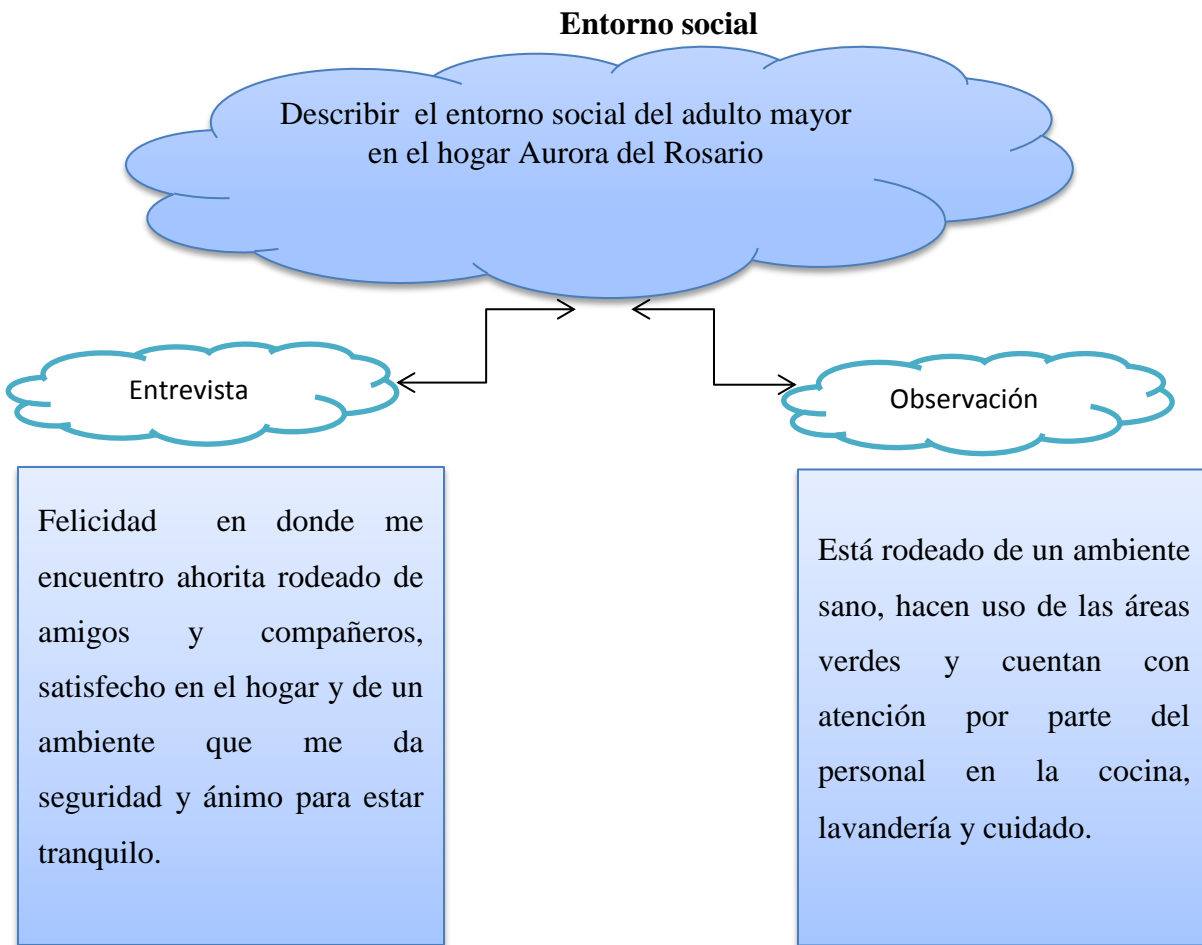 Entorno social
Describir el entorno social del adulto mayor
en el hogar Aurora del Rosario
Entrevista
Observación
Felicidad en donde me
encuentro ahorita rodeado de
amigos y compañeros,
satisfecho en el hogar y de un
ambiente que me da
seguridad y ánimo para estar
tranquilo.
Está rodeado de un ambiente
sano, hacen uso de las áreas
verdes y cuentan con
atención por parte del
personal en la cocina,
lavandería y cuidado.